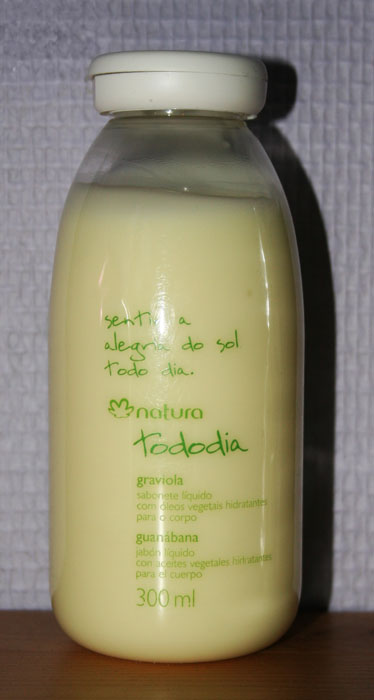 sentir a
alegria do sol
todo dia.
natura
tododia
graviola
sabonete líquido
com óleos vegetais hidratantes
para o corpo
guanábana
jabón líquido
con aceites vegetales hidratantes
para el cuerpo
300 ml